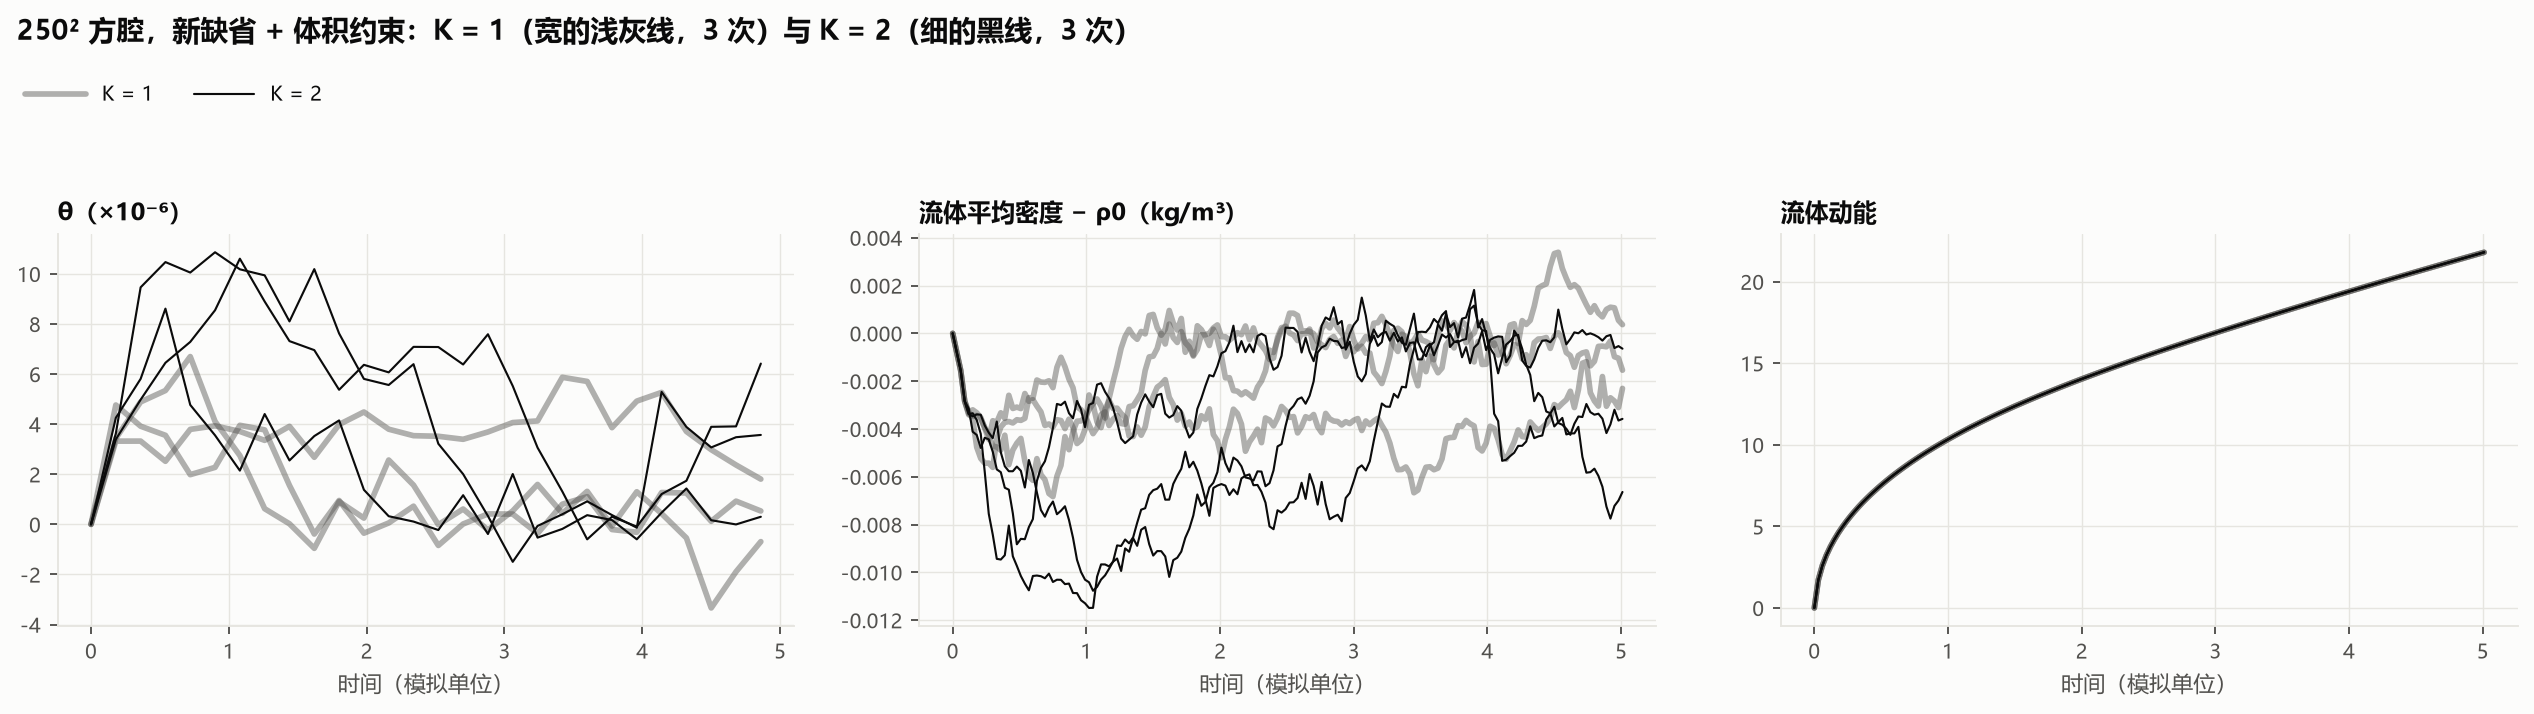 250² 方腔，新缺省 + 体积约束：K = 1（宽的浅灰线，3 次）与 K = 2（细的黑线，3 次）
K = 1 K = 2
θ（×10⁻⁶）
10
8
6
4
2
0
-2
-4
0 1 2 3 4 5
时间（模拟单位）
流体平均密度 − ρ0（kg/m³）
0.004
0.002
0.000
-0.002
-0.004
-0.006
-0.008
-0.010
-0.012
0 1 2 3 4 5
时间（模拟单位）
流体动能
20
15
10
5
0
0 1 2 3 4 5
时间（模拟单位）